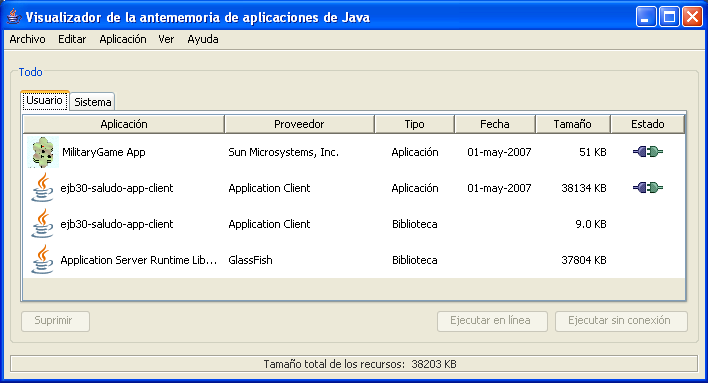 Visualizador de la antememoria de aplicaciones de Java
Archivo Editar Aplicación Ver Ayuda
Todo
Usuario Sistema
Aplicación Proveedor Tipo Fecha Tamaño Estado
MilitaryGame App Sun Microsystems, Inc. Aplicación 01-may-2007 51 KB
ejb30-saludo-app-client Application Client Aplicación 01-may-2007 38134 KB
ejb30-saludo-app-client Application Client Biblioteca 9.0 KB
Application Server Runtime Lib... GlassFish Biblioteca 37804 KB
Suprimir Ejecutar en línea Ejecutar sin conexión
Tamaño total de los recursos: 38203 KB